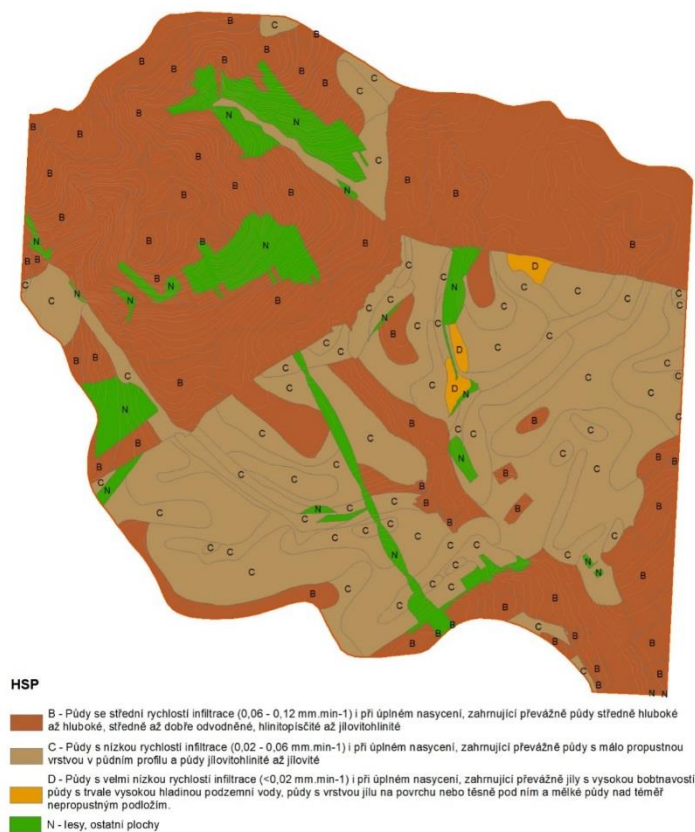 B
C
C
B
B
B
B
B
B
C
B
C
B
N
N
B
B
B
C
B
B
B
N
B
B
B
B
N
B
B
N
B
C
B
B
B
D
C
B
N
N
C
N
C
N
B
C
C
C
C
C
C
C
C
N
C
C
B
C
C
C
C
D
C
B
B
C
C
C
B
C
C
D
N
N
B
B
C
C
C
B
C
C
B
C
N
B
B
C
C
C
B
B
N
C
C
N
C
C
B
B
C
C
C
C
B
C
C
C
C
N
C
C
C
N
N
C
B
C
C
C
B
B
C
B
B
B
C
B
B
B
B
C
B
B
B
N
N
HSP
B - Půdy se střední rychlostí infiltrace (0,06 - 0,12 mm.min-1) i při úplném nasycení, zahrnující převážně půdy středně hluboké
až hluboké, středně až dobře odvodněné, hlinitopísčité až jílovitohlinité
C - Půdy s nízkou rychlostí infiltrace (0,02 - 0,06 mm.min-1) i při úplném nasycení, zahrnující převážně půdy s málo propustnou
vrstvou v půdním profilu a půdy jílovitohlinité až jílovité
D - Půdy s velmi nízkou rychlostí infiltrace (<0,02 mm.min-1) i při úplném nasycení, zahrnující převážně jíly s vysokou bobtnavostí
půdy s trvale vysokou hladinou podzemní vody, půdy s vrstvou jílu na povrchu nebo těsně pod ním a mělké půdy nad téměř
nepropustným podložím.
N - lesy, ostatní plochy